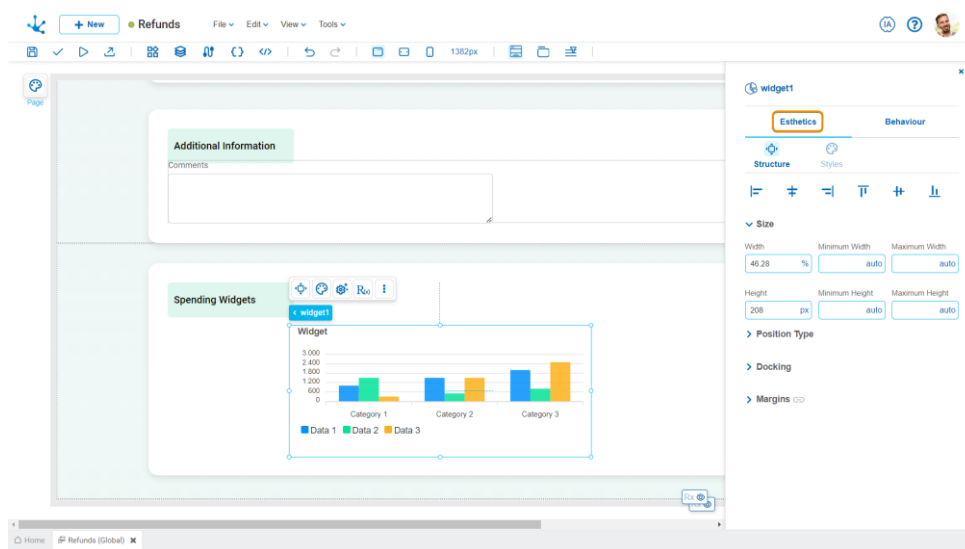 + New
Refunds
File
Edit
View
Tools
IA
?
1382px
Page
Additional Information
Comments
Spending Widgets
R(x)
widget1
Widget
3.000
2.400
1.800
1.200
600
0
Category 1 Category 2 Category 3
Data 1 Data 2 Data 3
Rx
widget1
Esthetics Behaviour
Structure Styles
Size
Width Minimum Width Maximum Width
46.28 % auto auto
Height Minimum Height Maximum Height
208 px auto auto
Position Type
Docking
Margins
Home Refunds (Global)